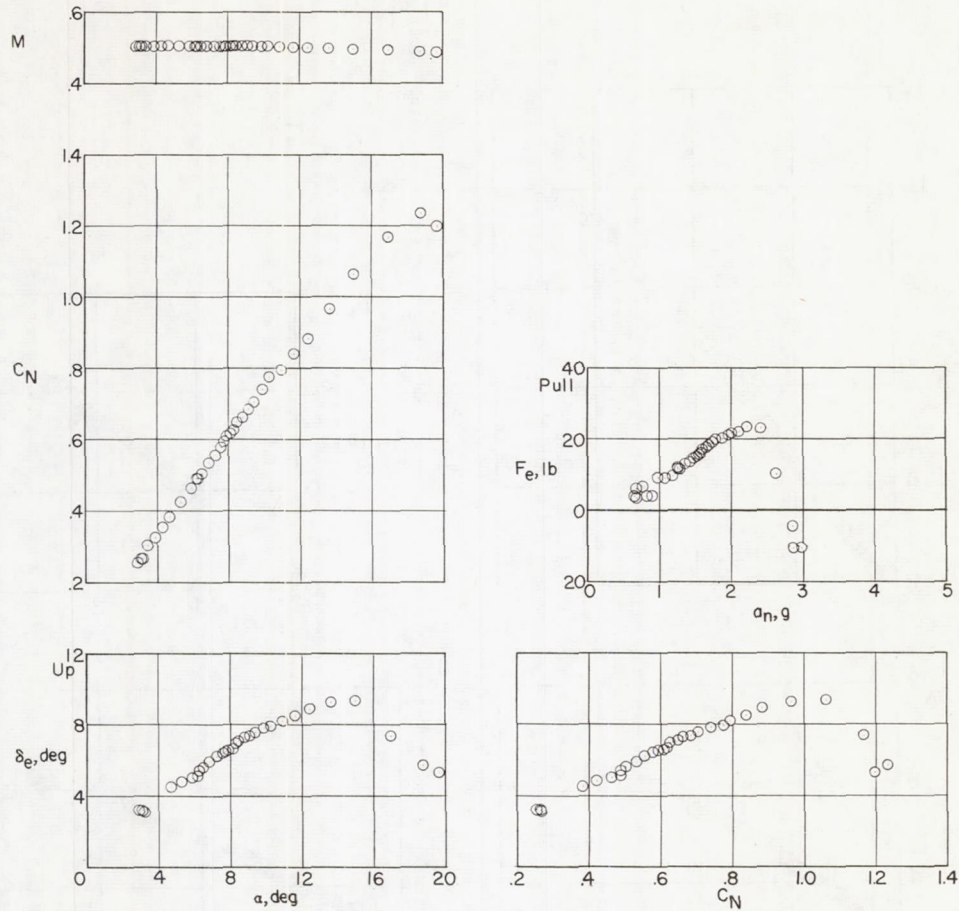 M
.6
.4
1.4
1.2
1.0
.8
.6
.4
.2
C_N
Pull
40
20
0
20
F_e, lb
0 1 2 3 4 5
a_n, g
Up
12
8
4
δ_e, deg
0 4 8 12 16 20
α, deg
.2 .4 .6 .8 1.0 1.2 1.4
C_N